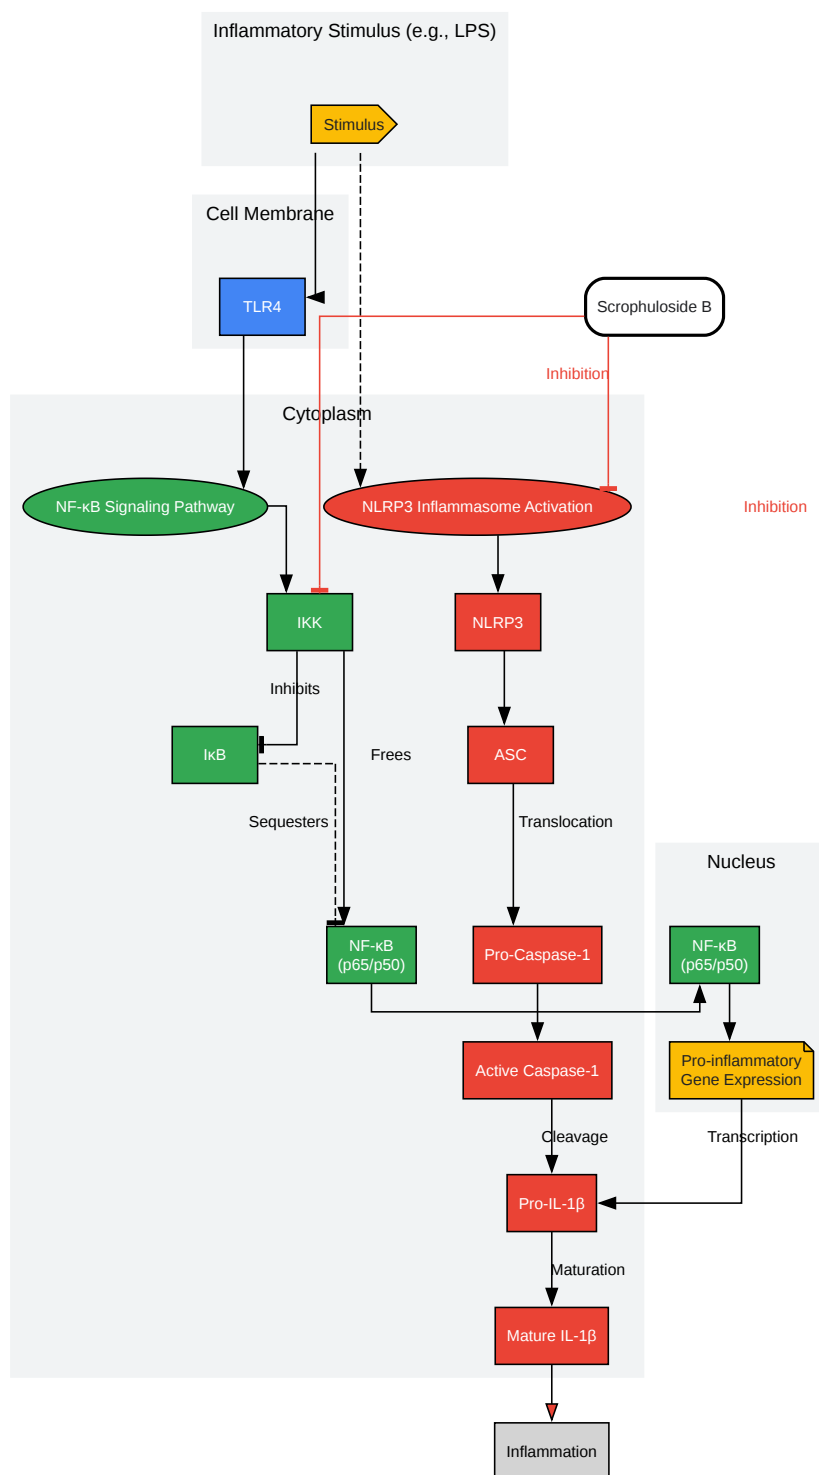 Inflammatory Stimulus (e.g., LPS)
Stimulus
Cell Membrane
TLR4
Scrophuloside B
Inhibition
Cytoplasm
NF-κB Signaling Pathway
NLRP3 Inflammasome Activation
Inhibition
IKK
NLRP3
Inhibits
IκB
Frees
ASC
Sequesters
Translocation
Nucleus
NF-κB
(p65/p50)
Pro-Caspase-1
NF-κB
(p65/p50)
Active Caspase-1
Pro-inflammatory
Gene Expression
Cleavage
Transcription
Pro-IL-1β
Maturation
Mature IL-1β
Inflammation